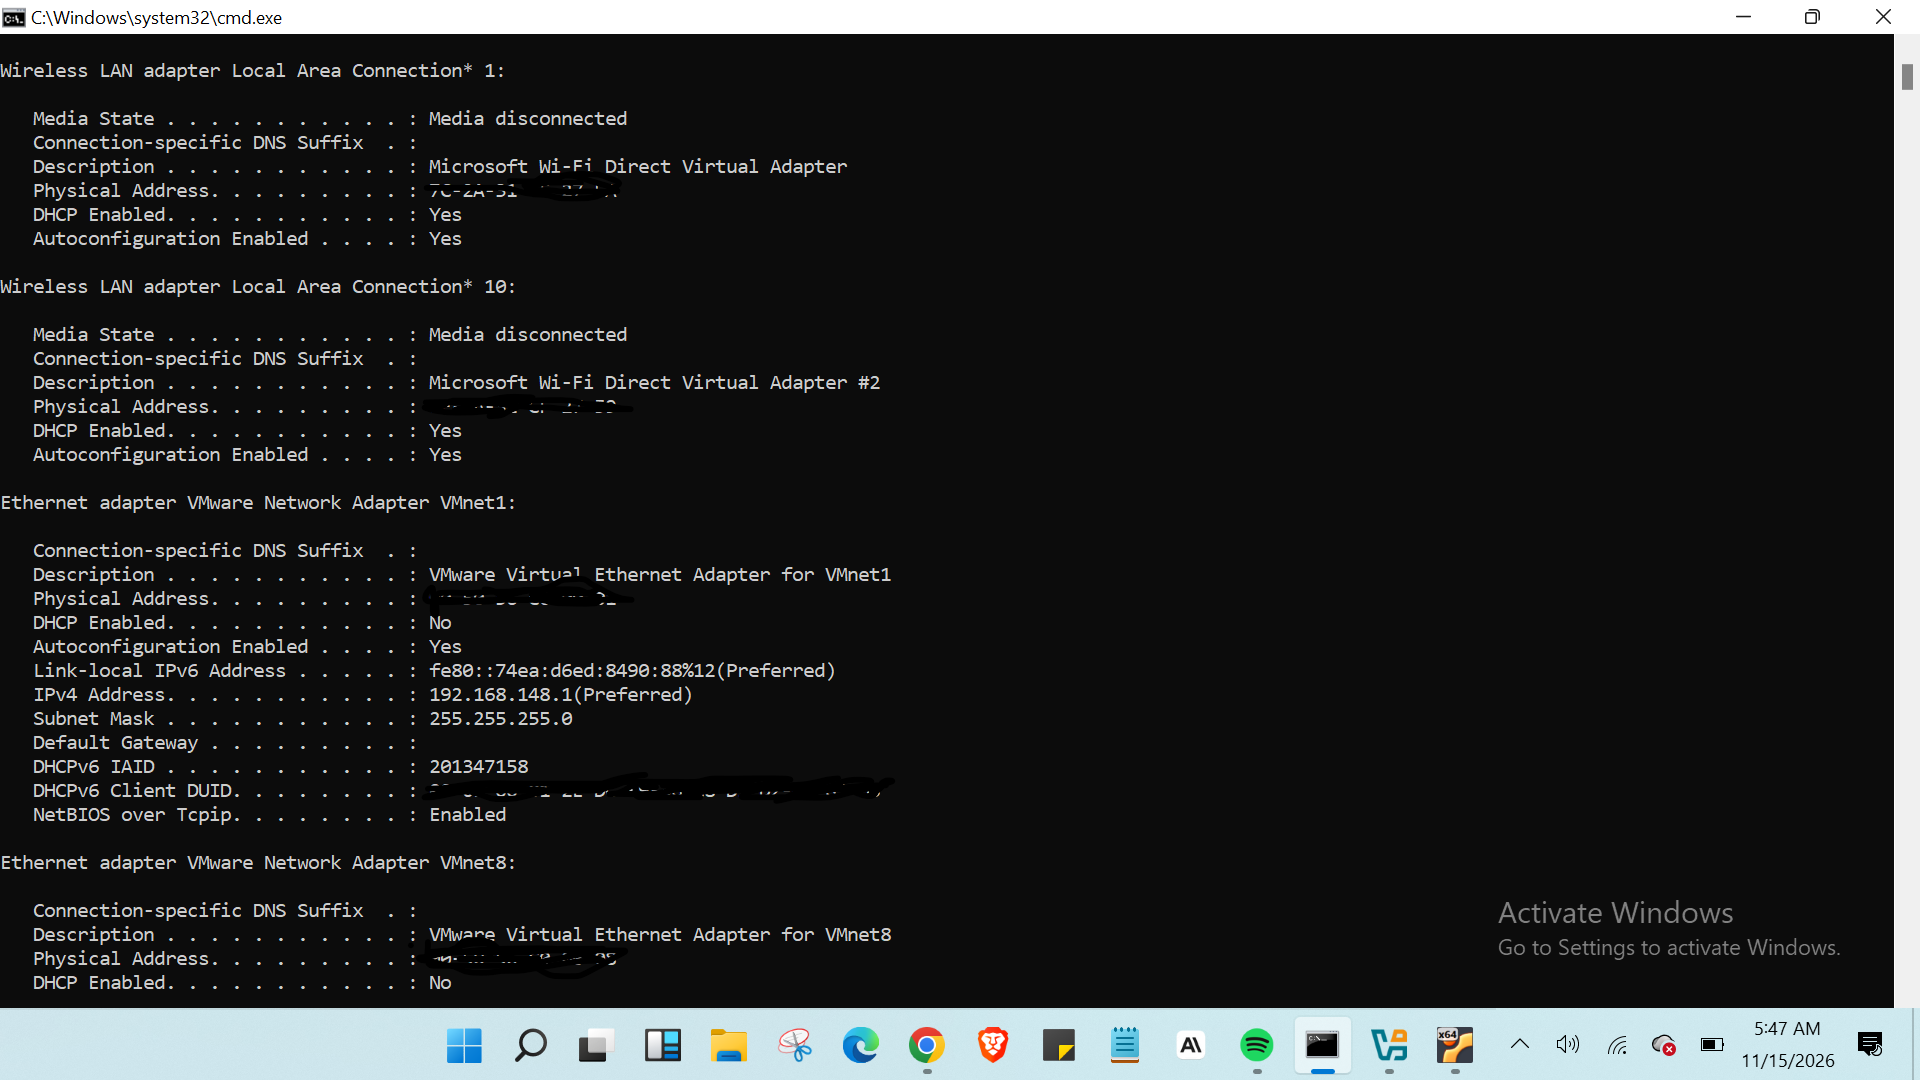 C:\Windows\system32\cmd.exe
Wireless LAN adapter Local Area Connection* 1:
Media State . . . . . . . . . . . : Media disconnected
Connection-specific DNS Suffix  . :
Description . . . . . . . . . . . : Microsoft Wi-Fi Direct Virtual Adapter
Physical Address. . . . . . . . . :
DHCP Enabled. . . . . . . . . . . : Yes
Autoconfiguration Enabled . . . . : Yes
Wireless LAN adapter Local Area Connection* 10:
Media State . . . . . . . . . . . : Media disconnected
Connection-specific DNS Suffix  . :
Description . . . . . . . . . . . : Microsoft Wi-Fi Direct Virtual Adapter #2
Physical Address. . . . . . . . . :
DHCP Enabled. . . . . . . . . . . : Yes
Autoconfiguration Enabled . . . . : Yes
Ethernet adapter VMware Network Adapter VMnet1:
Connection-specific DNS Suffix  . :
Description . . . . . . . . . . . : VMware Virtual Ethernet Adapter for VMnet1
Physical Address. . . . . . . . . :
DHCP Enabled. . . . . . . . . . . : No
Autoconfiguration Enabled . . . . : Yes
Link-local IPv6 Address . . . . . : fe80::74ea:d6ed:8490:88%12(Preferred)
IPv4 Address. . . . . . . . . . . : 192.168.148.1(Preferred)
Subnet Mask . . . . . . . . . . . : 255.255.255.0
Default Gateway . . . . . . . . . :
DHCPv6 IAID . . . . . . . . . . . : 201347158
DHCPv6 Client DUID. . . . . . . . :
NetBIOS over Tcpip. . . . . . . . : Enabled
Ethernet adapter VMware Network Adapter VMnet8:
Connection-specific DNS Suffix  . :
Description . . . . . . . . . . . : VMware Virtual Ethernet Adapter for VMnet8
Physical Address. . . . . . . . . :
DHCP Enabled. . . . . . . . . . . : No
Activate Windows
Go to Settings to activate Windows.
x64
5:47 AM
11/15/2026